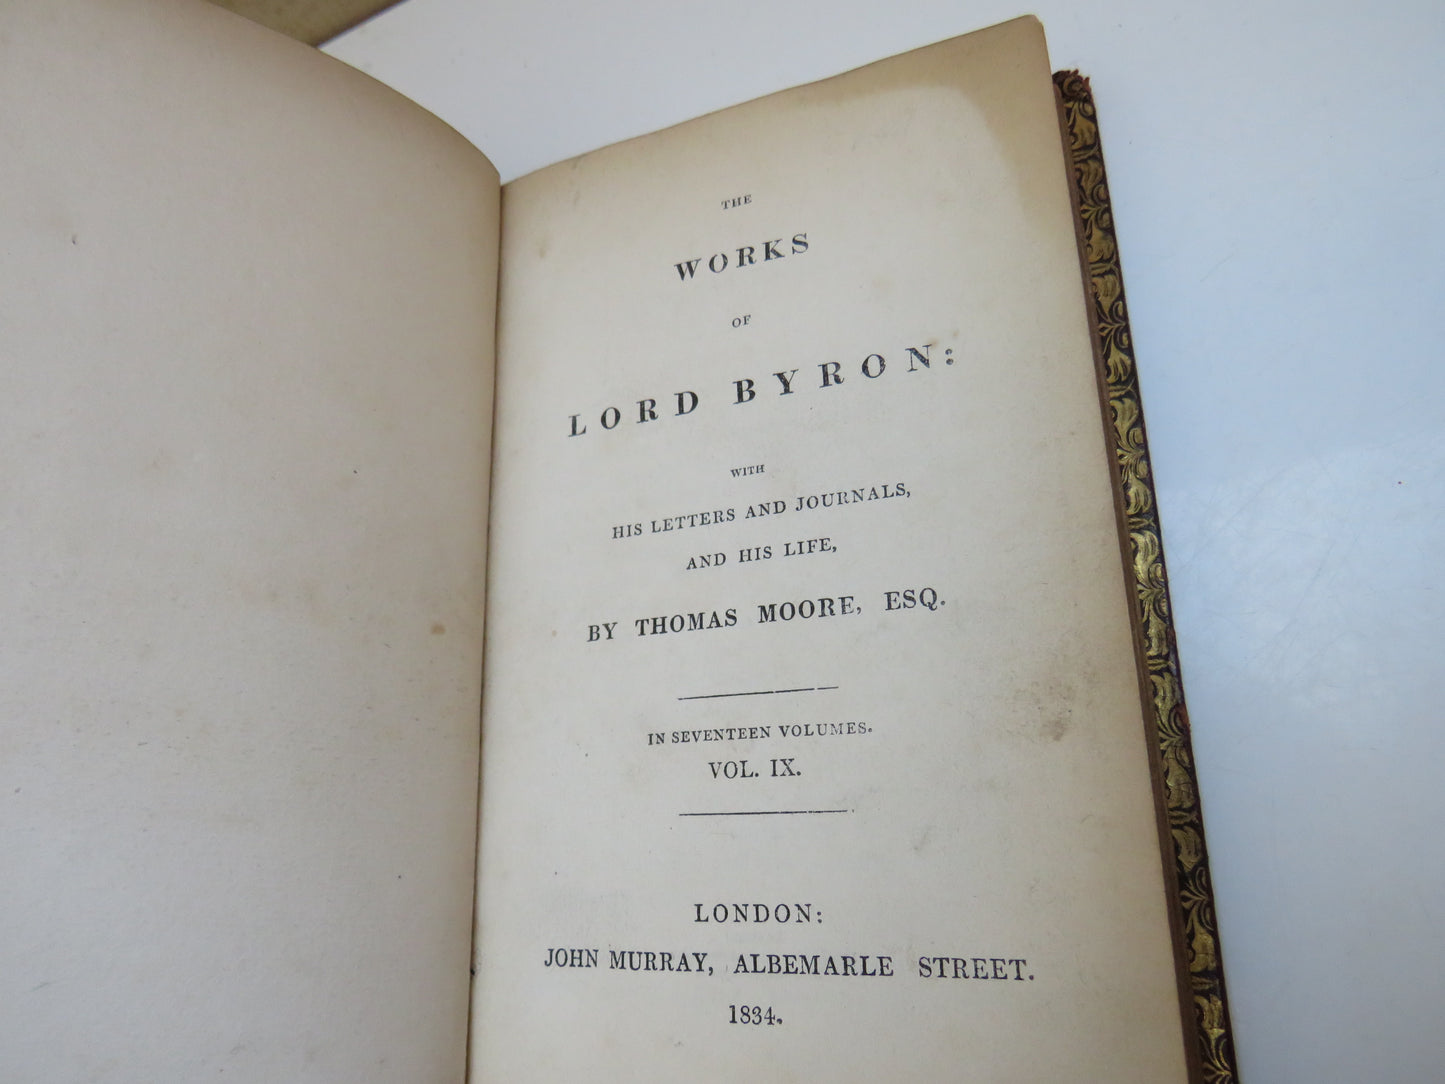 THE
WORKS
OF
LORD BYRON:
WITH
HIS LETTERS AND JOURNALS,
AND HIS LIFE,
BY THOMAS MOORE, ESQ.
IN SEVENTEEN VOLUMES.
VOL. IX.
LONDON:
JOHN MURRAY, ALBEMARLE STREET.
1834.